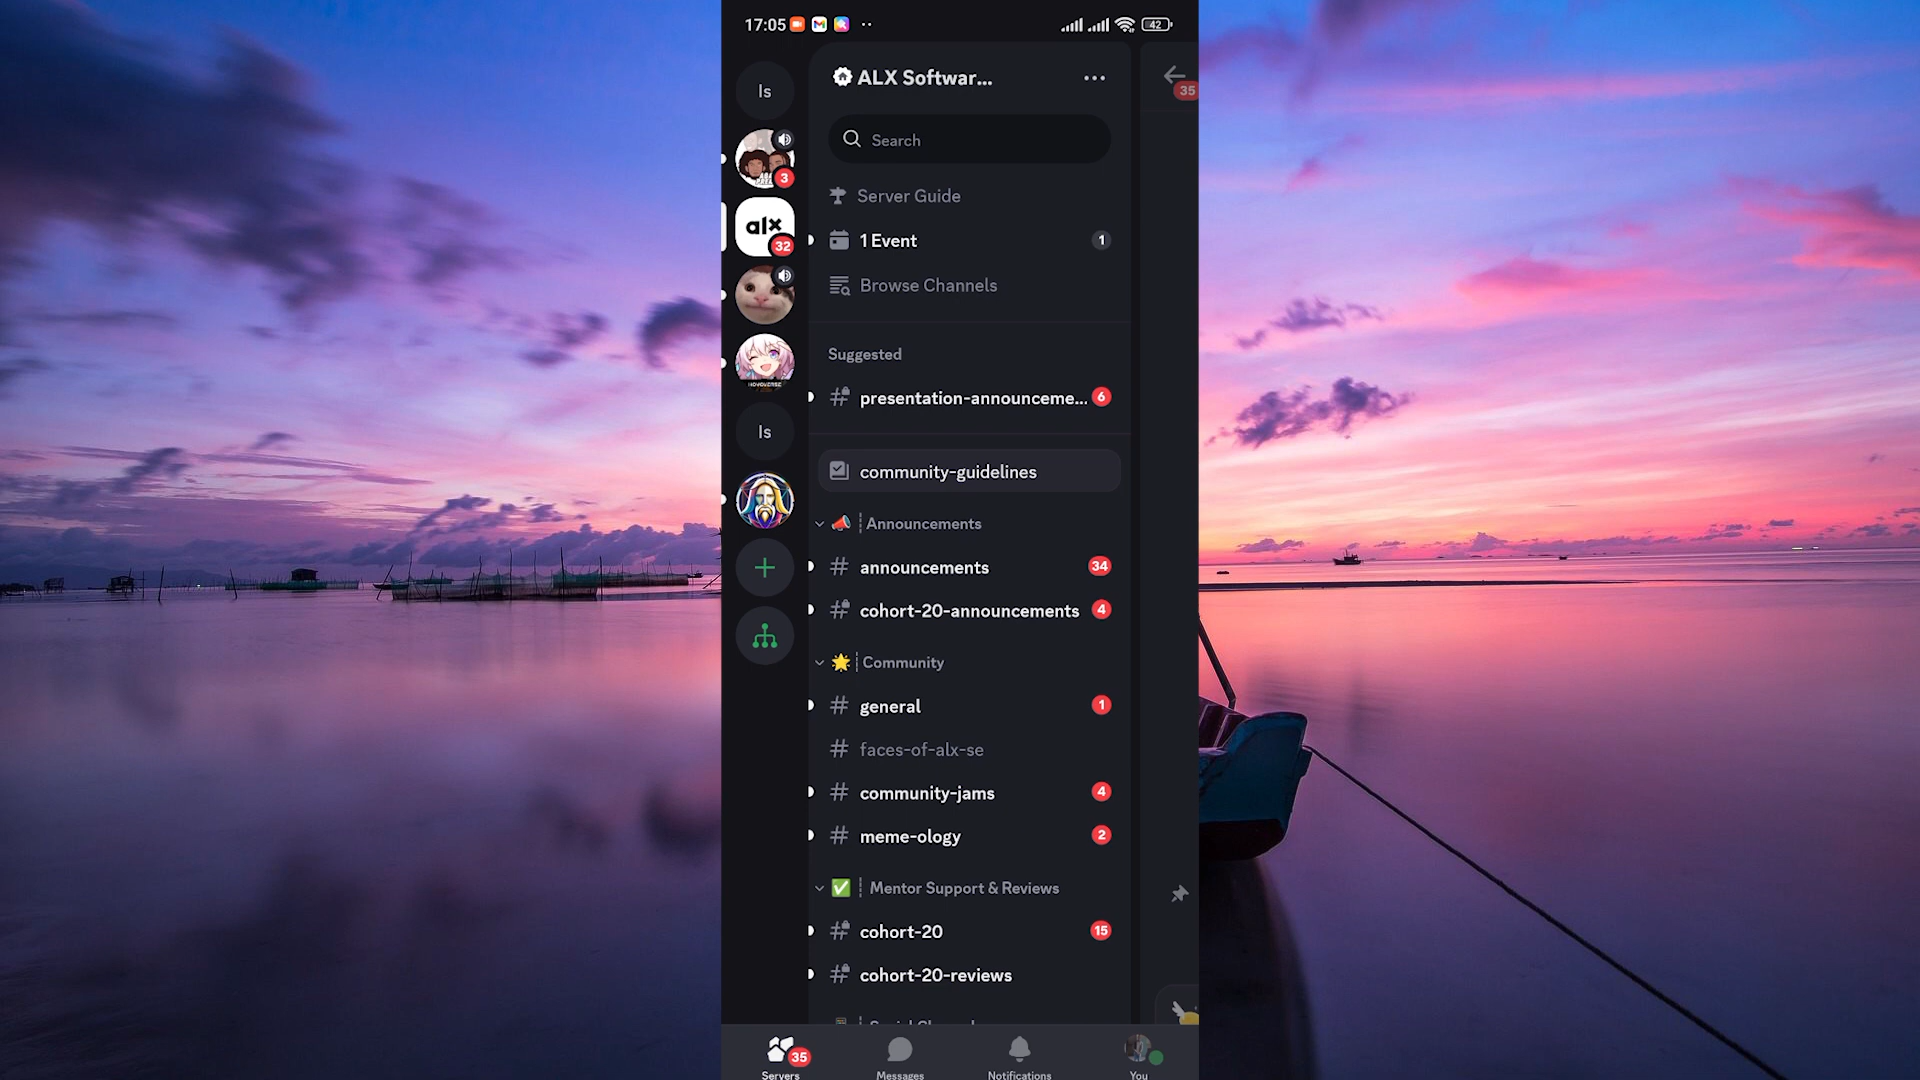 17:05
42
Is
3
alx
32
HOYOVERSE
Is
ALX Softwar...
35
Search
Server Guide
1 Event 1
Browse Channels
Suggested
presentation-announceme... 6
community-guidelines
Announcements
announcements 34
cohort-20-announcements 4
Community
general 1
faces-of-alx-se
community-jams 4
meme-ology 2
Mentor Support & Reviews
cohort-20 15
cohort-20-reviews
35
Servers Messages Notifications You